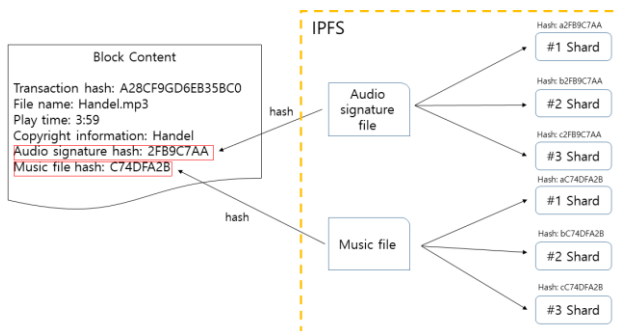 IPFS
Block Content
Transaction hash: A28CF9GD6EB35BC0
File name: Handel.mp3
Play time: 3:59
Copyright information: Handel
Audio signature hash: 2FB9C7AA
Music file hash: C74DFA2B
hash
hash
Audio
signature
file
Music file
Hash: a2FB9C7AA
#1 Shard
Hash: b2FB9C7AA
#2 Shard
Hash: c2FB9C7AA
#3 Shard
Hash: aC74DFA2B
#1 Shard
Hash: bC74DFA2B
#2 Shard
Hash: cC74DFA2B
#3 Shard